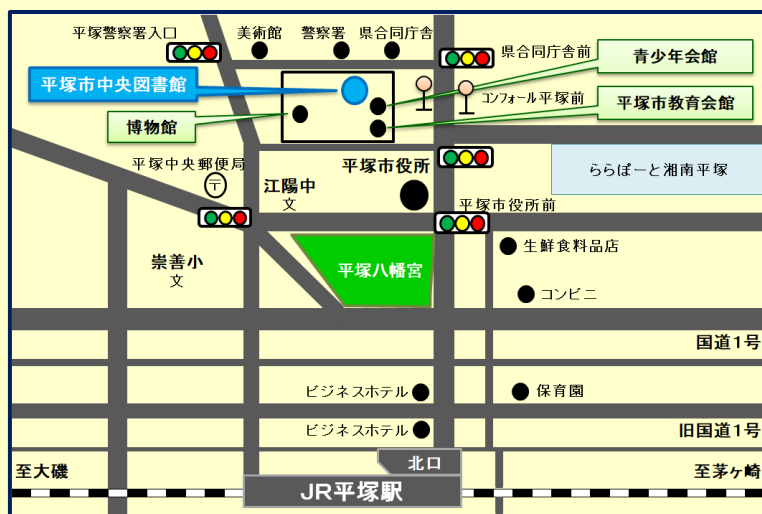 平塚警察署入口
美術館
警察署
県合同庁舎
県合同庁舎前
青少年会館
平塚市中央図書館
コンフォール平塚前
平塚市教育会館
博物館
平塚中央郵便局
〒
江陽中
文
平塚市役所
ららぽーと湘南平塚
平塚市役所前
崇善小
文
平塚八幡宮
生鮮食料品店
コンビニ
国道1号
ビジネスホテル
保育園
ビジネスホテル
旧国道1号
至大磯
北口
至茅ヶ崎
JR平塚駅